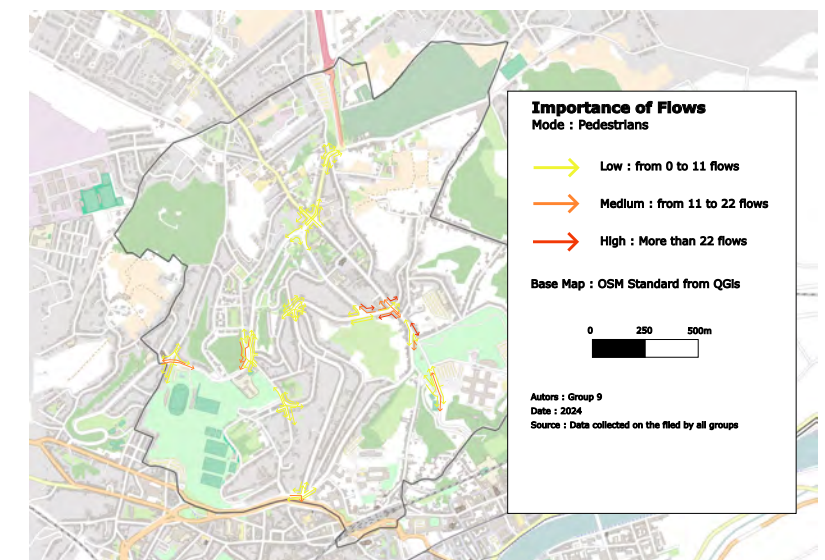 Importance of Flows
Mode : Pedestrians
Low : from 0 to 11 flows
Medium : from 11 to 22 flows
High : More than 22 flows
Base Map : OSM Standard from QGis
0 250 500m
Autors : Group 9
Date : 2024
Source : Data collected on the filed by all groups